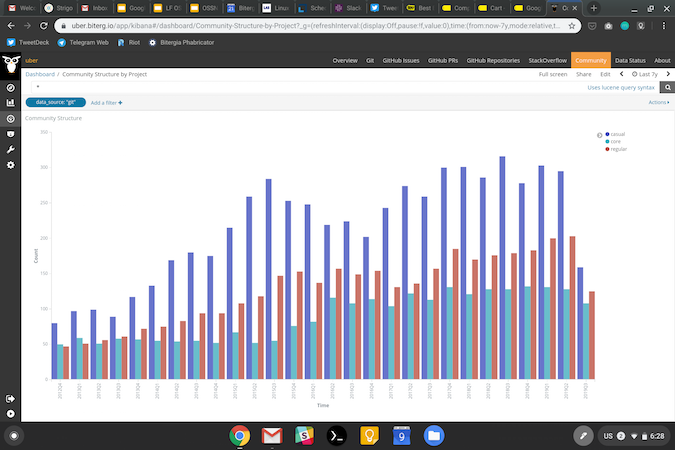 Welc
Strigo
Inbo
Goog
LF D
OSSN
Biter
Linux
Sche
Slack
Twee
Best
Com
Cart
Goog
uber.biterg.io/app/kibana#/dashboard/Community-Structure-by-Project?_g=(refreshInterval:(display:Off,pause:!f,value:0),time:(from:now-7y,mode:relative,t...
TweetDeck Telegram Web Riot Bitergia Phabricator
uber Overview Git GitHub Issues GitHub PRs GitHub Repositories StackOverflow Community Data Status About
Dashboard / Community Structure by Project Full screen Share Edit Last 7y
* Uses lucene query syntax
data_source: "git" Add a filter + Actions
Community Structure
casual
core
regular
350
300
250
200
150
100
50
0
Count
Time
US 2 6:28
9